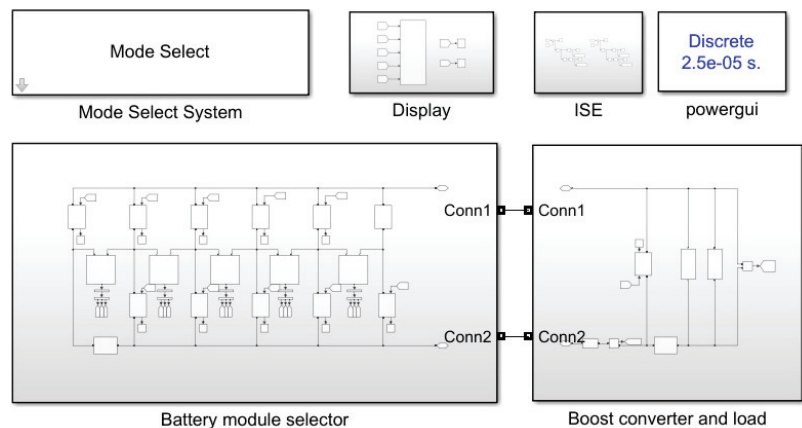 Mode Select
Mode Select System
Display
ISE
Discrete
2.5e-05 s.
powergui
Conn1
Conn1
Conn2
Conn2
Battery module selector
Boost converter and load